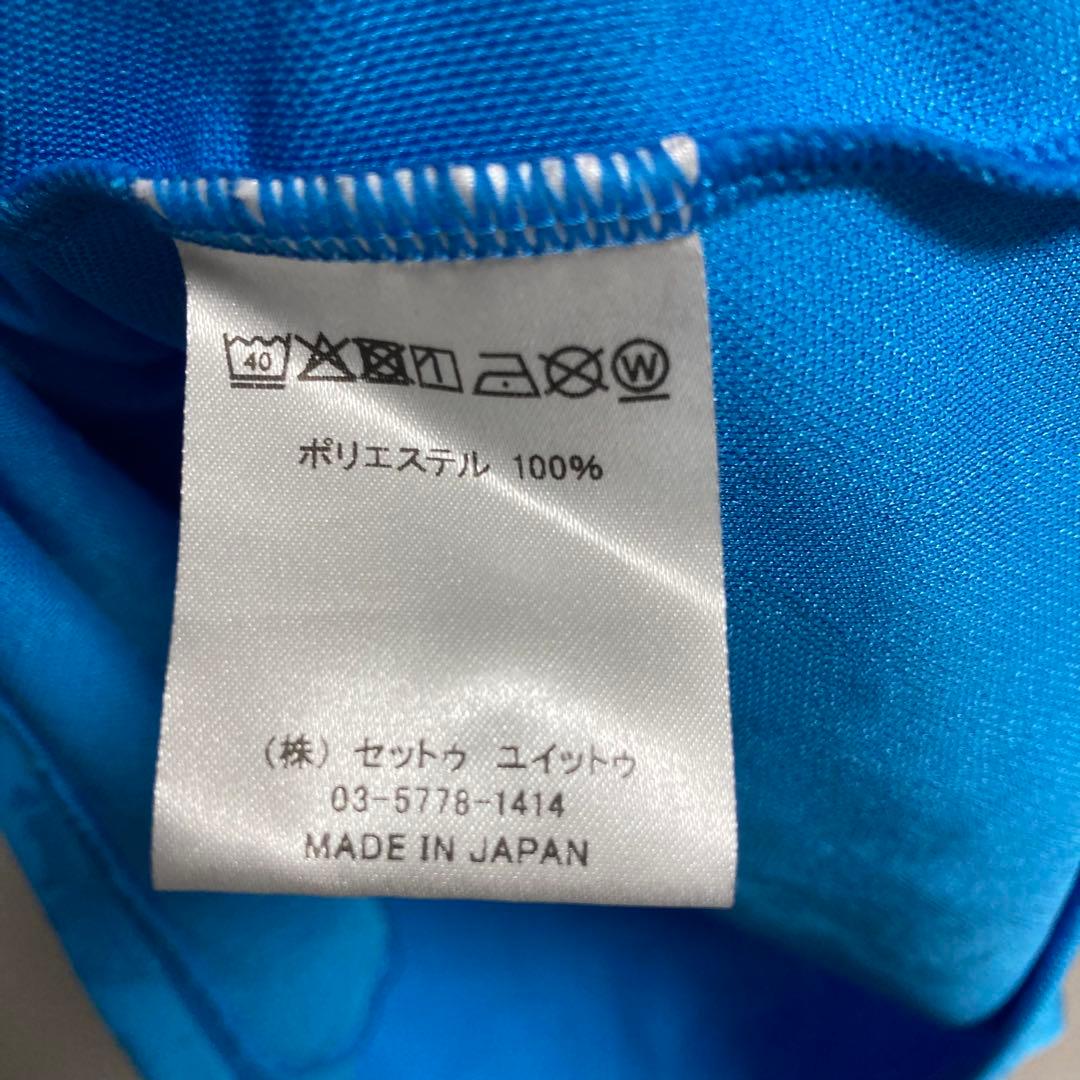 40 W
ポリエステル 100%
(株) セットゥ ユイットゥ
03-5778-1414
MADE IN JAPAN